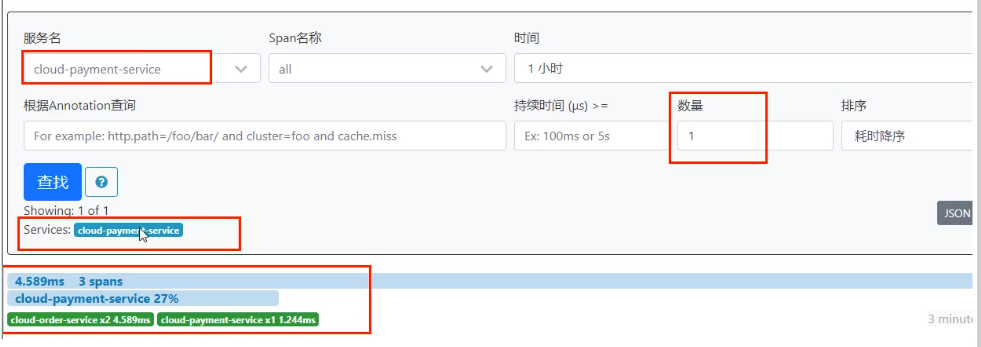 服务名 Span名称 时间
cloud-payment-service all 1 小时
根据Annotation查询 持续时间 (μs) >= 数量 排序
For example: http.path=/foo/bar/ and cluster=foo and cache.miss Ex: 100ms or 5s 1 耗时降序
查找 ?
Showing: 1 of 1
Services: cloud-payment-service JSON
4.589ms 3 spans
cloud-payment-service 27%
cloud-order-service x2 4.589ms cloud-payment-service x1 1.244ms 3 minute